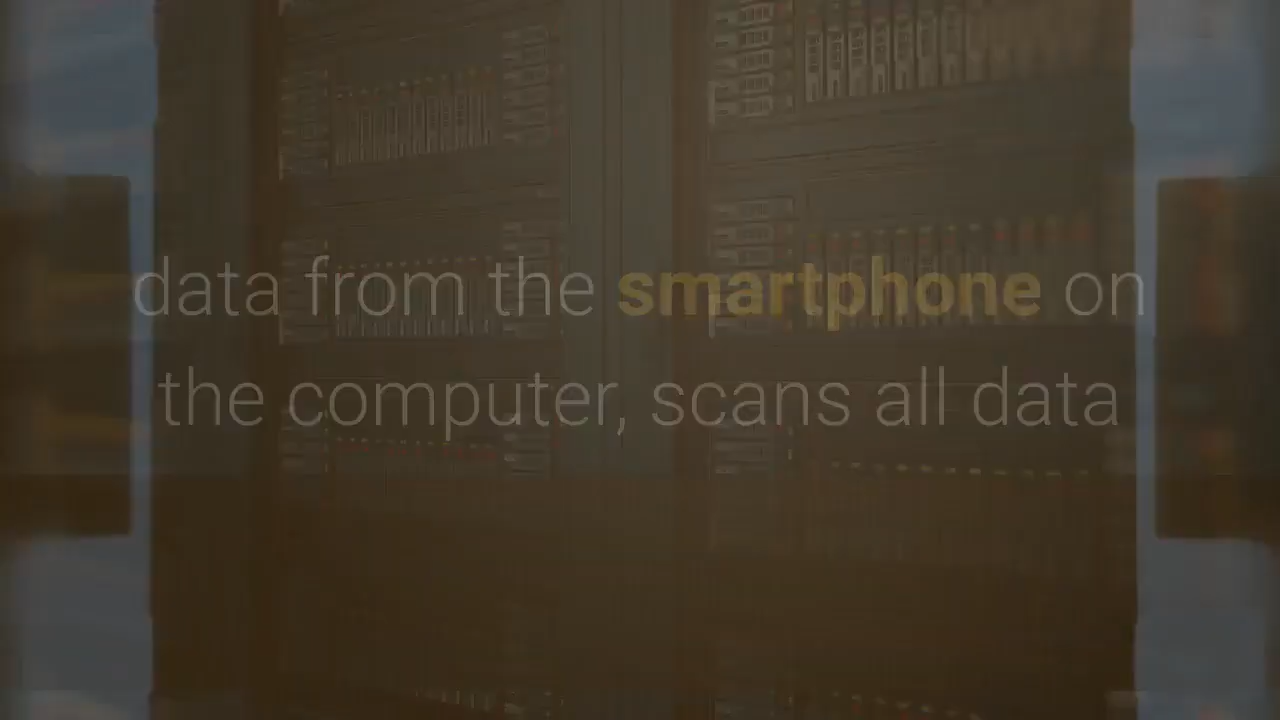 data from the smartphone on
the computer, scans all data